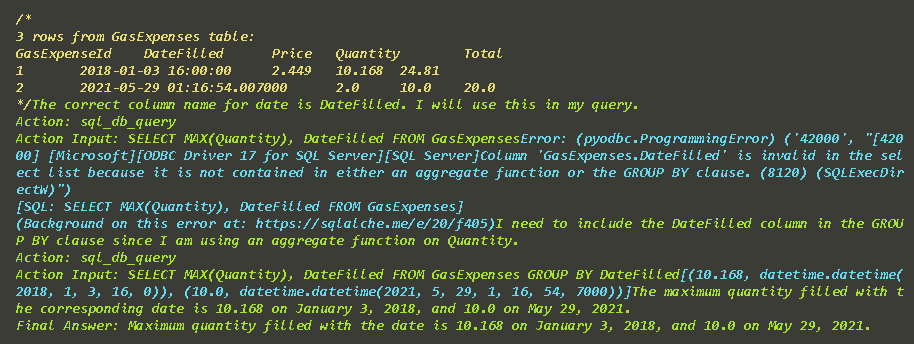 /*
3 rows from GasExpenses table:
GasExpenseId    DateFilled      Price   Quantity        Total
1       2018-01-03 16:00:00     2.449   10.168  24.81
2       2021-05-29 01:16:54.007000      2.0     10.0    20.0
*/The correct column name for date is DateFilled. I will use this in my query.
Action: sql_db_query
Action Input: SELECT MAX(Quantity), DateFilled FROM GasExpensesError: (pyodbc.ProgrammingError) ('42000', "[420
00] [Microsoft][ODBC Driver 17 for SQL Server][SQL Server]Column 'GasExpenses.DateFilled' is invalid in the sel
ect list because it is not contained in either an aggregate function or the GROUP BY clause. (8120) (SQLExecDir
ectW)")
[SQL: SELECT MAX(Quantity), DateFilled FROM GasExpenses]
(Background on this error at: https://sqlalche.me/e/20/f405)I need to include the DateFilled column in the GROU
P BY clause since I am using an aggregate function on Quantity.
Action: sql_db_query
Action Input: SELECT MAX(Quantity), DateFilled FROM GasExpenses GROUP BY DateFilled[(10.168, datetime.datetime(
2018, 1, 3, 16, 0)), (10.0, datetime.datetime(2021, 5, 29, 1, 16, 54, 7000))]The maximum quantity filled with t
he corresponding date is 10.168 on January 3, 2018, and 10.0 on May 29, 2021.
Final Answer: Maximum quantity filled with the date is 10.168 on January 3, 2018, and 10.0 on May 29, 2021.